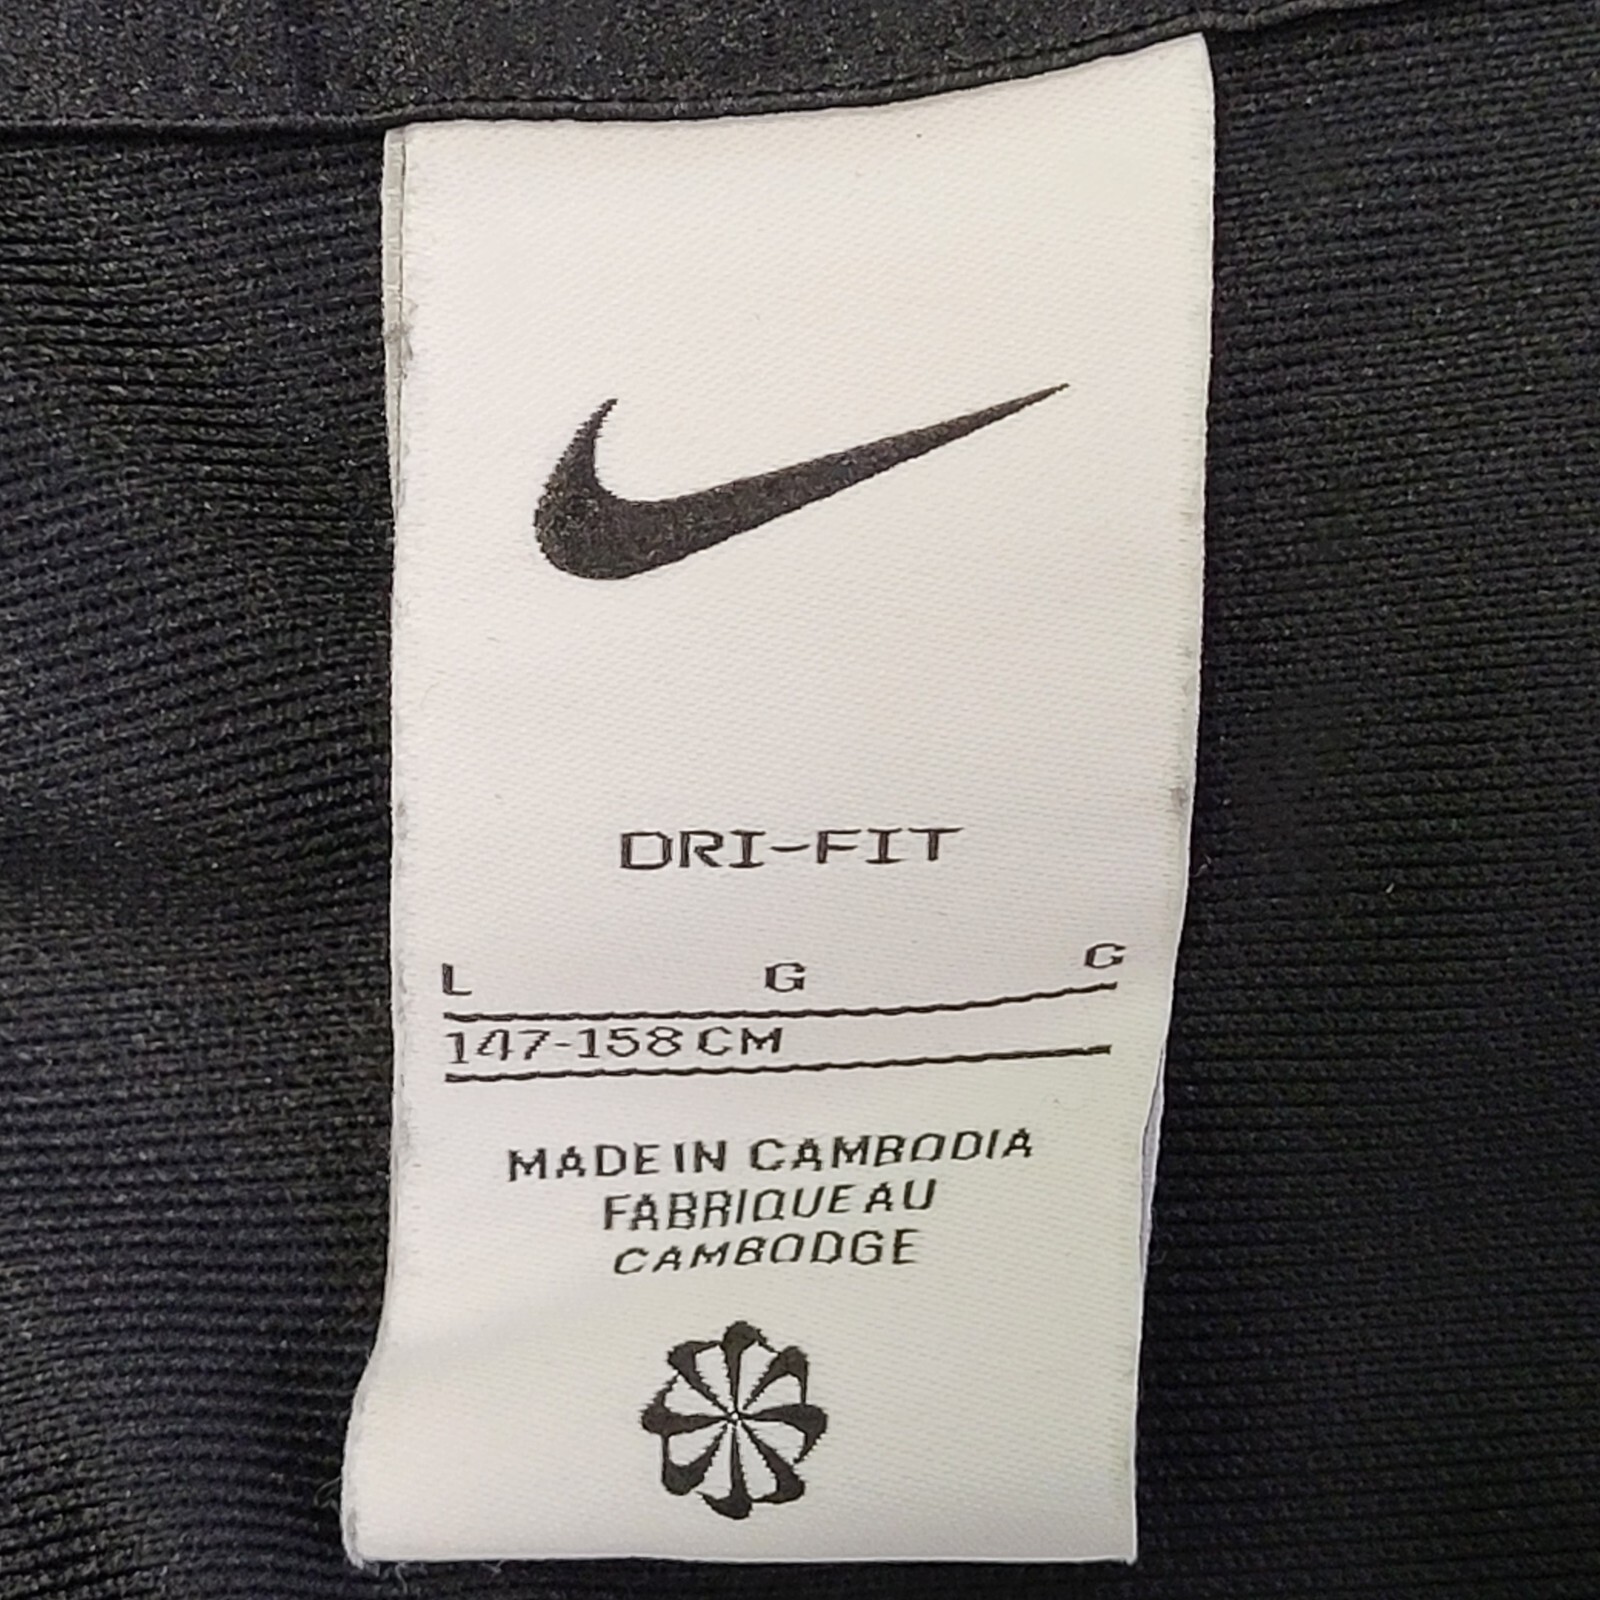 DRI-FIT
L G G
147-158 CM
MADE IN CAMBODIA
FABRIQUE AU
CAMBODGE